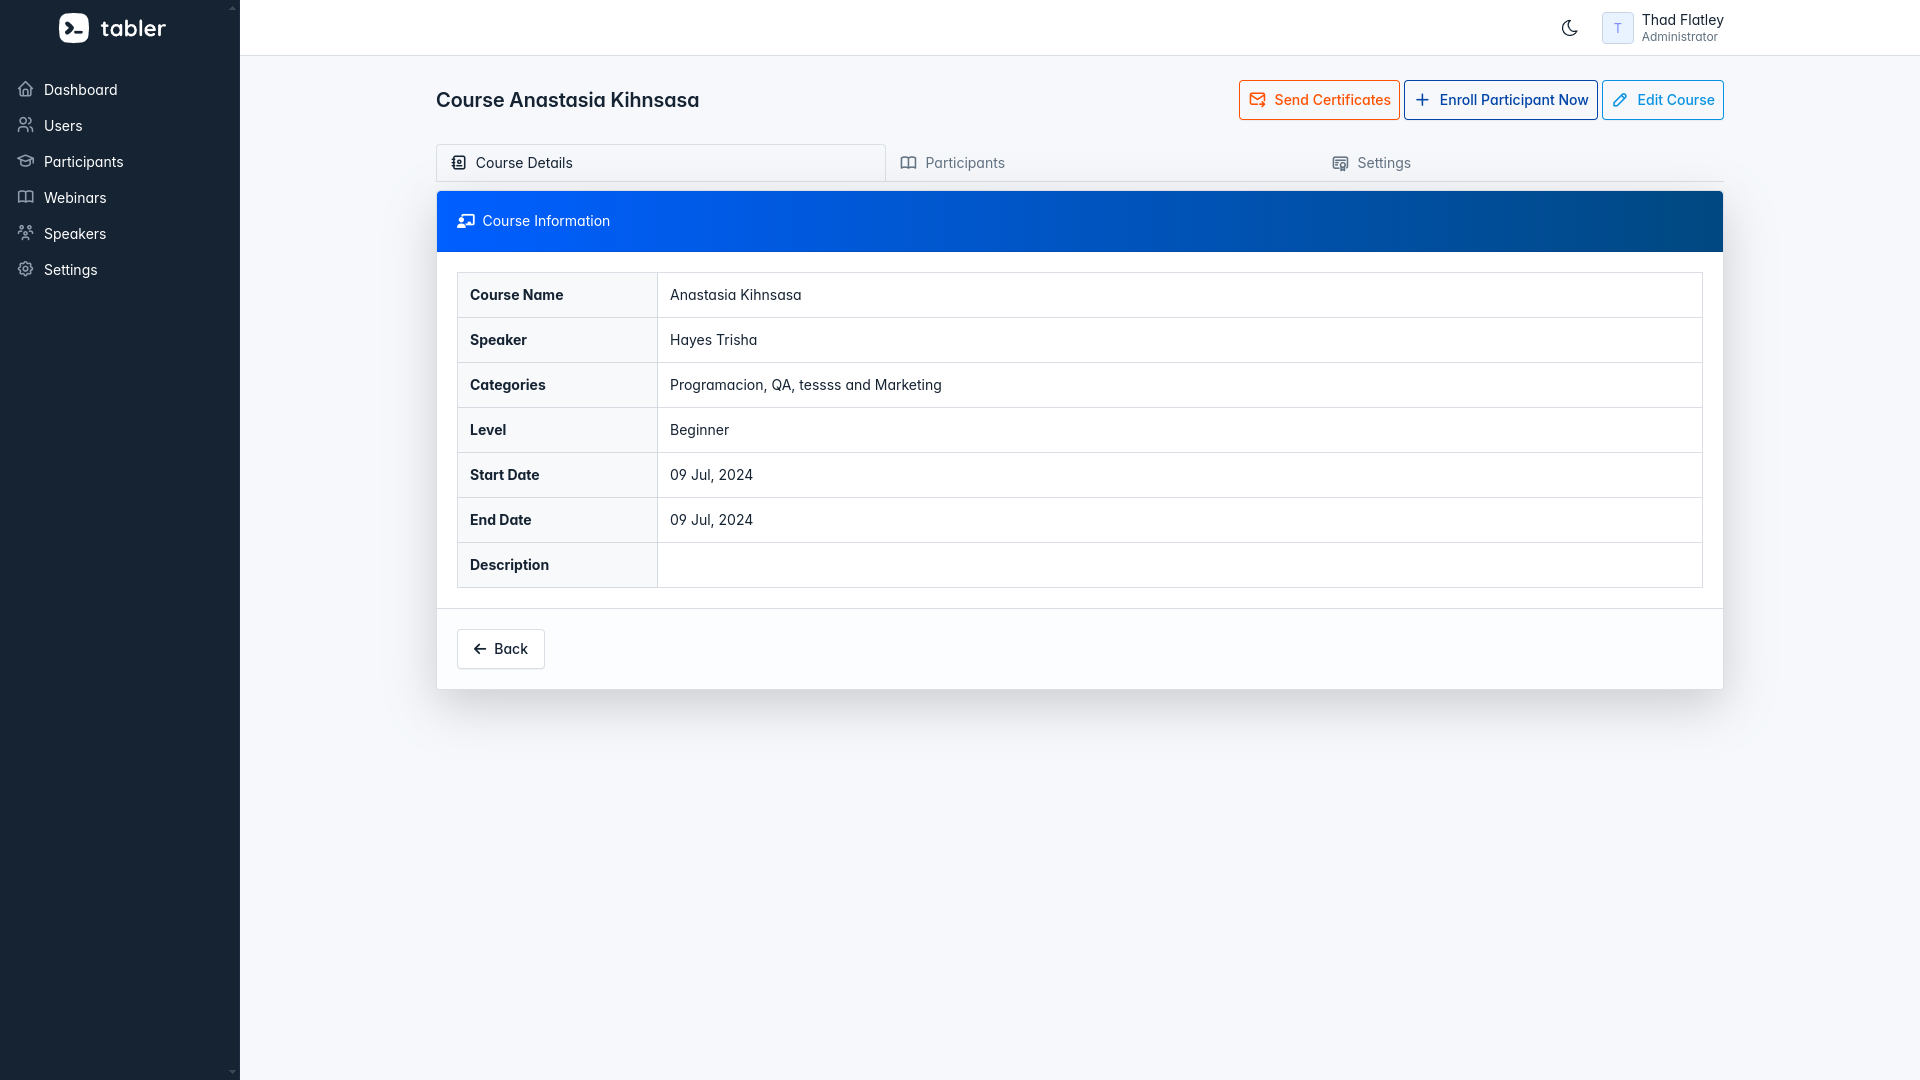 tabler
Dashboard
Users
Participants
Webinars
Speakers
Settings
T
Thad Flatley
Administrator
Course Anastasia Kihnsasa
Send Certificates
Enroll Participant Now
Edit Course
Course Details
Participants
Settings
Course Information
Course Name Anastasia Kihnsasa
Speaker Hayes Trisha
Categories Programacion, QA, tessss and Marketing
Level Beginner
Start Date 09 Jul, 2024
End Date 09 Jul, 2024
Description
Back